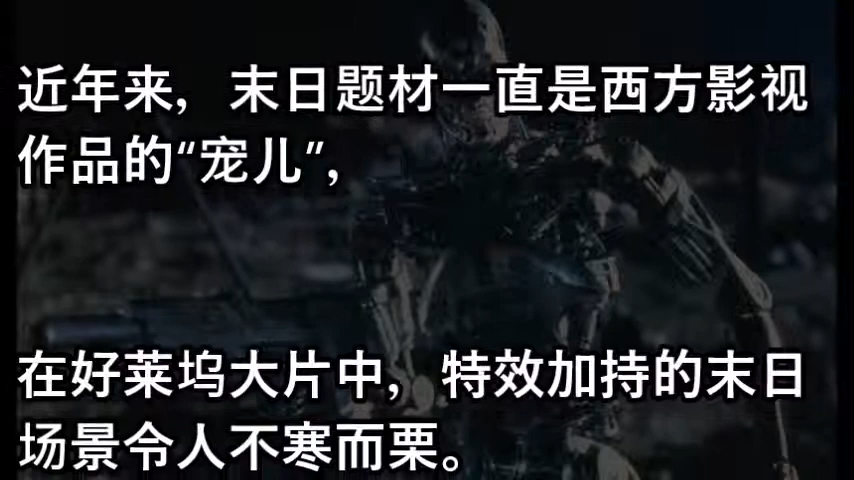 近年来，末日题材一直是西方影视
作品的“宠儿”，
在好莱坞大片中，特效加持的末日
场景令人不寒而栗。